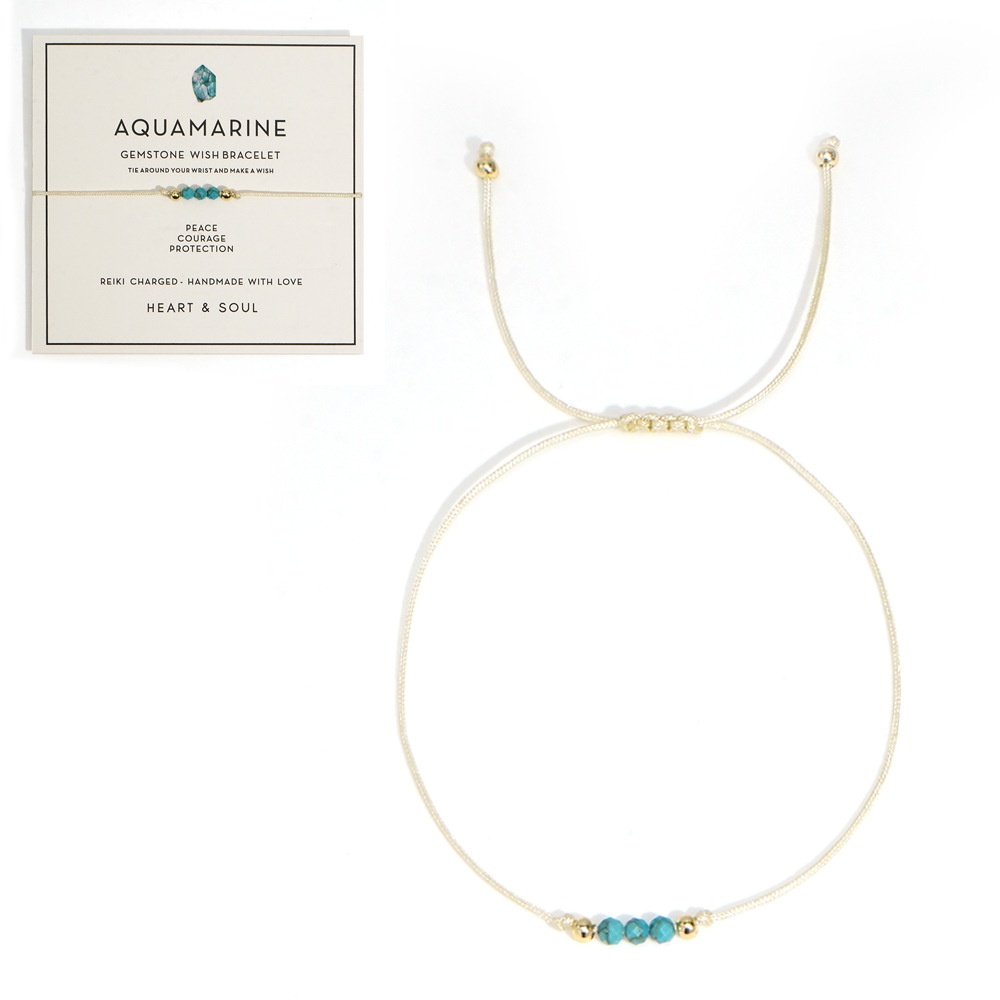 AQUAMARINE
GEMSTONE WISH BRACELET
TIE AROUND YOUR WRIST AND MAKE A WISH
PEACE
COURAGE
PROTECTION
REIKI CHARGED - HANDMADE WITH LOVE
HEART & SOUL